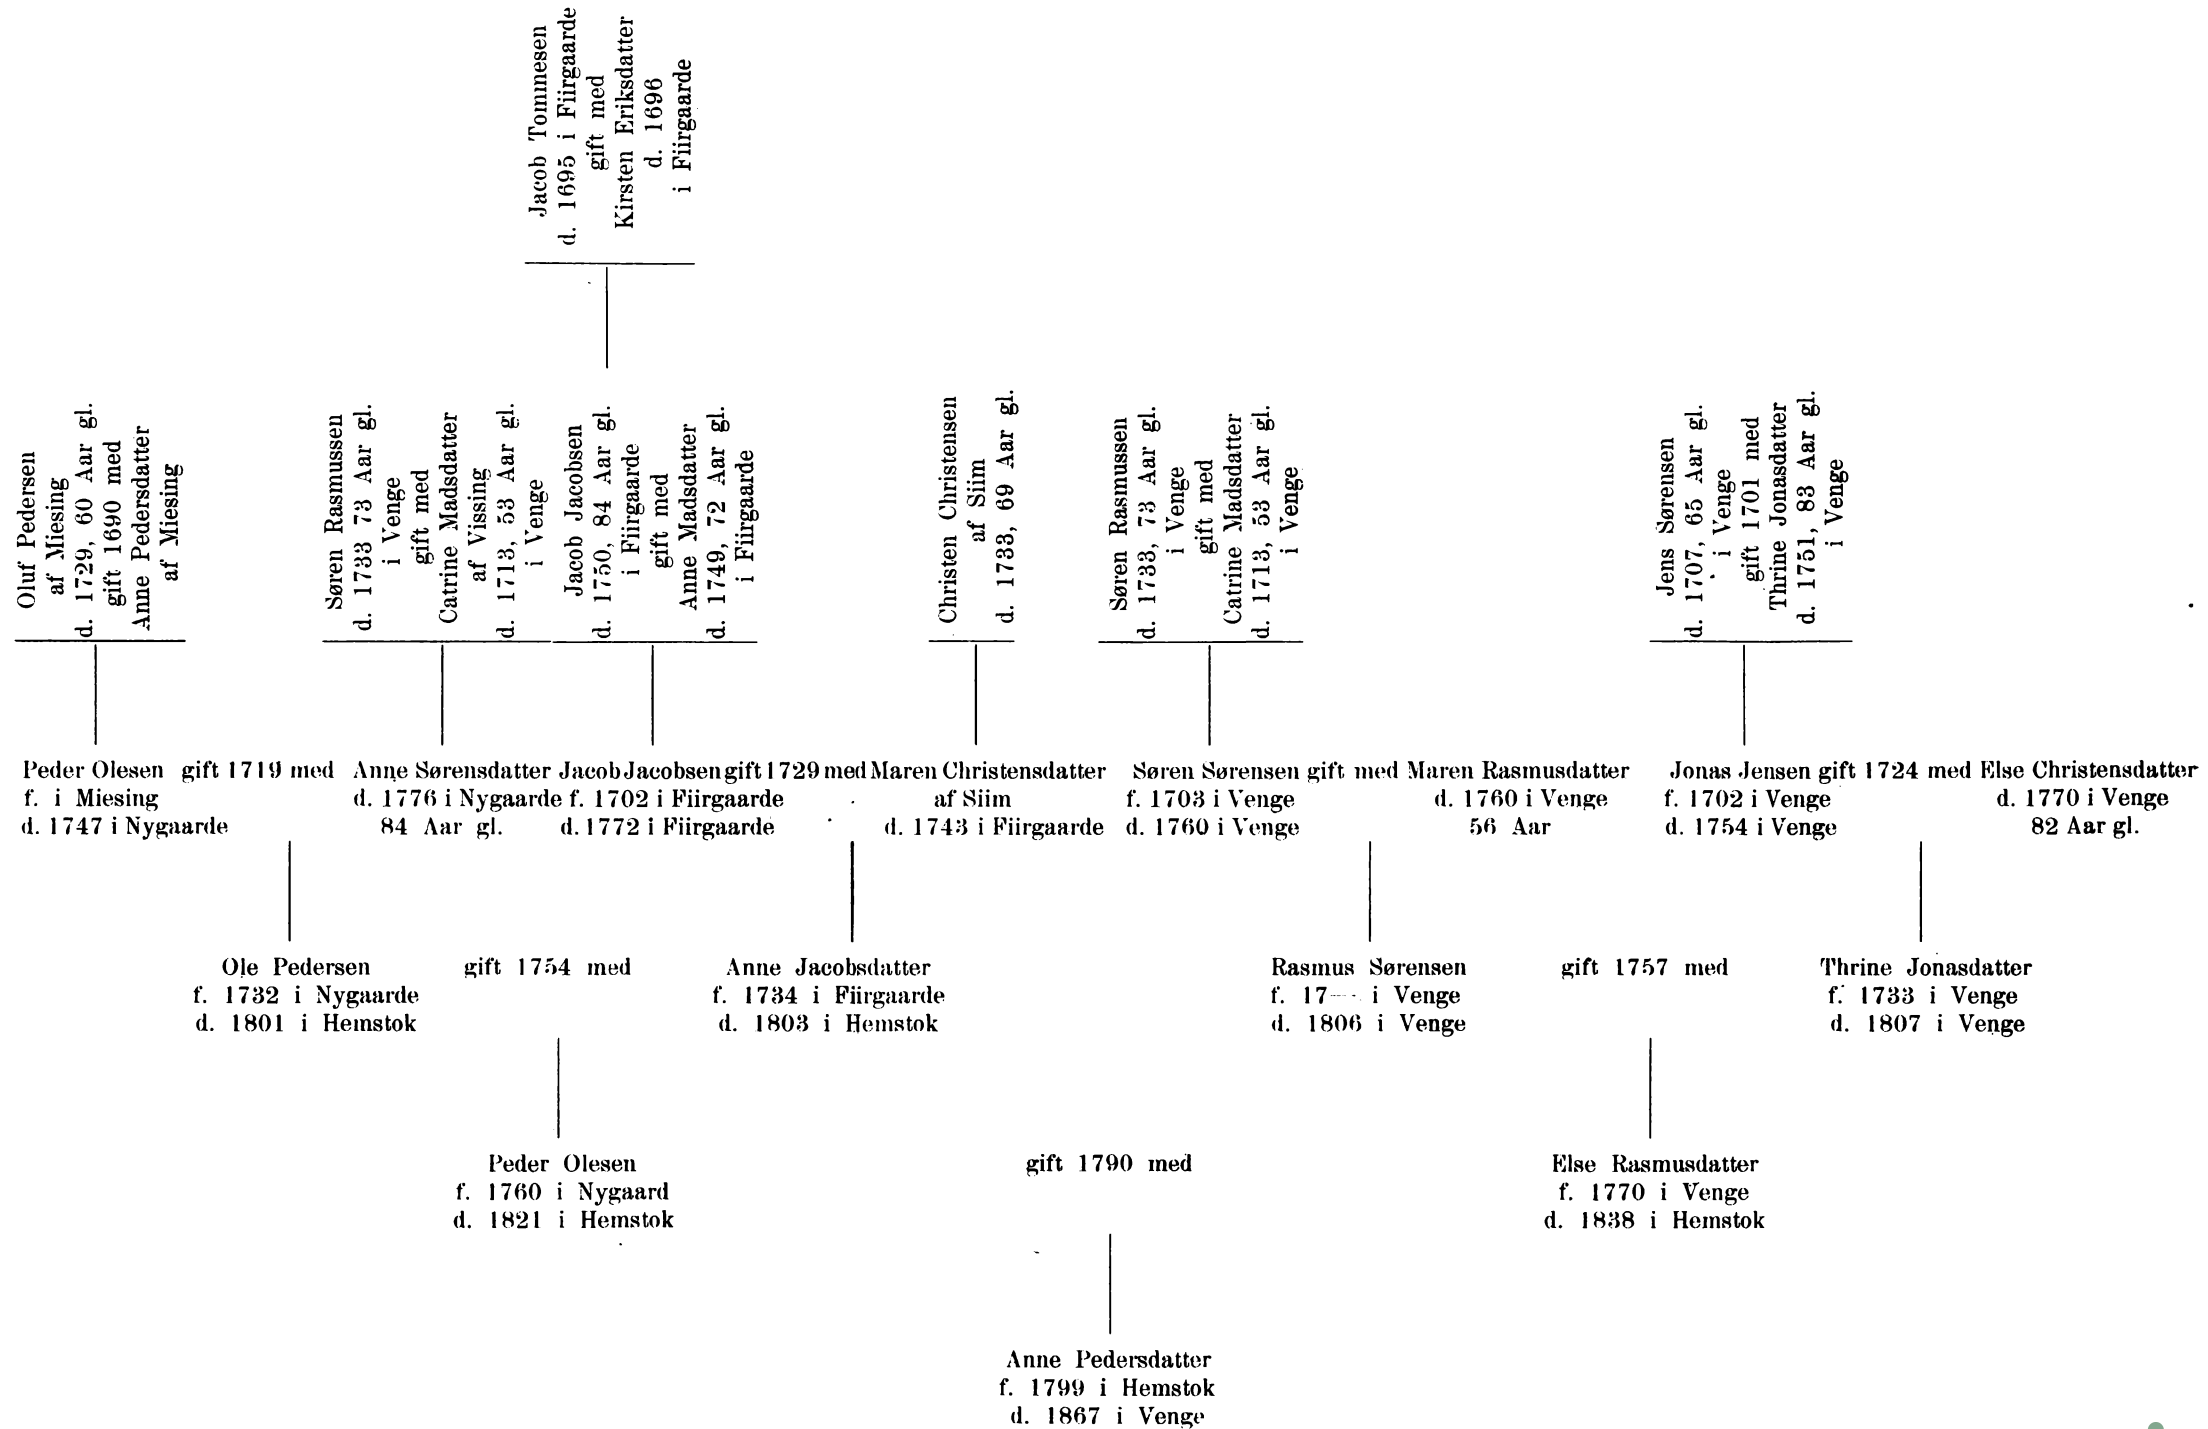 Jacob Tommesen
d. 1695 i Fiirgaarde
gift med
Kirsten Eriksdatter
d. 1696
i Fiirgaarde
Oluf Pedersen
af Miesing
d. 1729, 60 Aar gl.
gift 1690 med
Anne Pedersdatter
af Miesing
Søren Rasmussen
d. 1733 73 Aar gl.
i Venge
gift med
Catrine Madsdatter
af Vissing
d. 1713, 53 Aar gl.
i Venge
Jacob Jacobsen
d. 1750, 84 Aar gl.
i Fiirgaarde
gift med
Anne Madsdatter
d. 1749, 72 Aar gl.
i Fiirgaarde
Christen Christensen
af Siim
d. 1733, 69 Aar gl.
Søren Rasmussen
d. 1733, 73 Aar gl.
i Venge
gift med
Catrine Madsdatter
d. 1713, 53 Aar gl.
i Venge
Jens Sørensen
d. 1707, 65 Aar gl.
i Venge
gift 1701 med
Thrine Jonasdatter
d. 1751, 83 Aar gl.
i Venge
Peder Olesen gift 1719 med Anne Sørensdatter Jacob Jacobsen gift 1729 med Maren Christensdatter Søren Sørensen gift med Maren Rasmusdatter Jonas Jensen gift 1724 med Else Christensdatter
f. i Miesing d. 1776 i Nygaarde f. 1702 i Fiirgaarde af Siim f. 1703 i Venge d. 1760 i Venge f. 1702 i Venge d. 1770 i Venge
d. 1747 i Nygaarde 84 Aar gl. d. 1772 i Fiirgaarde d. 1743 i Fiirgaarde d. 1760 i Venge 56 Aar d. 1754 i Venge 82 Aar gl.
Ole Pedersen gift 1754 med Anne Jacobsdatter Rasmus Sørensen gift 1757 med Thrine Jonasdatter
f. 1732 i Nygaarde f. 1734 i Fiirgaarde f. 17— i Venge f. 1733 i Venge
d. 1801 i Hemstok d. 1803 i Hemstok d. 1806 i Venge d. 1807 i Venge
Peder Olesen gift 1790 med Else Rasmusdatter
f. 1760 i Nygaard f. 1770 i Venge
d. 1821 i Hemstok d. 1838 i Hemstok
Anne Pedersdatter
f. 1799 i Hemstok
d. 1867 i Venge